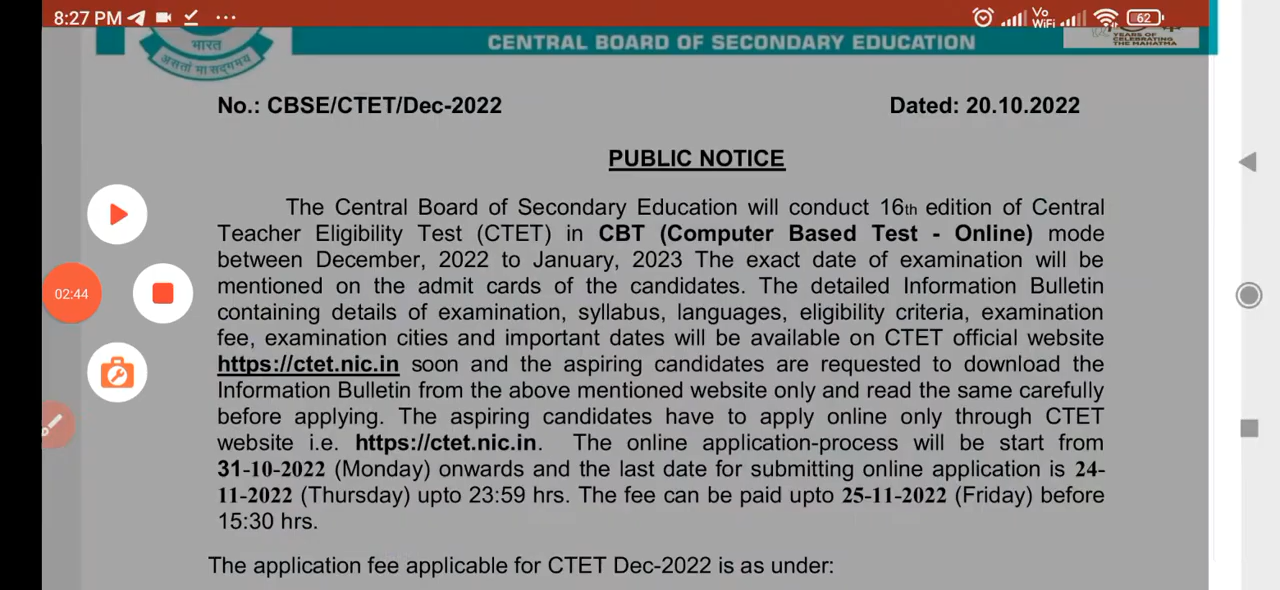 8:27 PM
Vo
WiFi
62
भारत
असतो मा सद्गमय
CENTRAL BOARD OF SECONDARY EDUCATION
YEARS OF
CELEBRATING
THE MAHATMA
No.: CBSE/CTET/Dec-2022 Dated: 20.10.2022
PUBLIC NOTICE
The Central Board of Secondary Education will conduct 16th edition of Central
Teacher Eligibility Test (CTET) in CBT (Computer Based Test - Online) mode
between December, 2022 to January, 2023 The exact date of examination will be
mentioned on the admit cards of the candidates. The detailed Information Bulletin
containing details of examination, syllabus, languages, eligibility criteria, examination
fee, examination cities and important dates will be available on CTET official website
https://ctet.nic.in soon and the aspiring candidates are requested to download the
Information Bulletin from the above mentioned website only and read the same carefully
before applying. The aspiring candidates have to apply online only through CTET
website i.e. https://ctet.nic.in. The online application-process will be start from
31-10-2022 (Monday) onwards and the last date for submitting online application is 24-
11-2022 (Thursday) upto 23:59 hrs. The fee can be paid upto 25-11-2022 (Friday) before
15:30 hrs.
The application fee applicable for CTET Dec-2022 is as under:
02:44